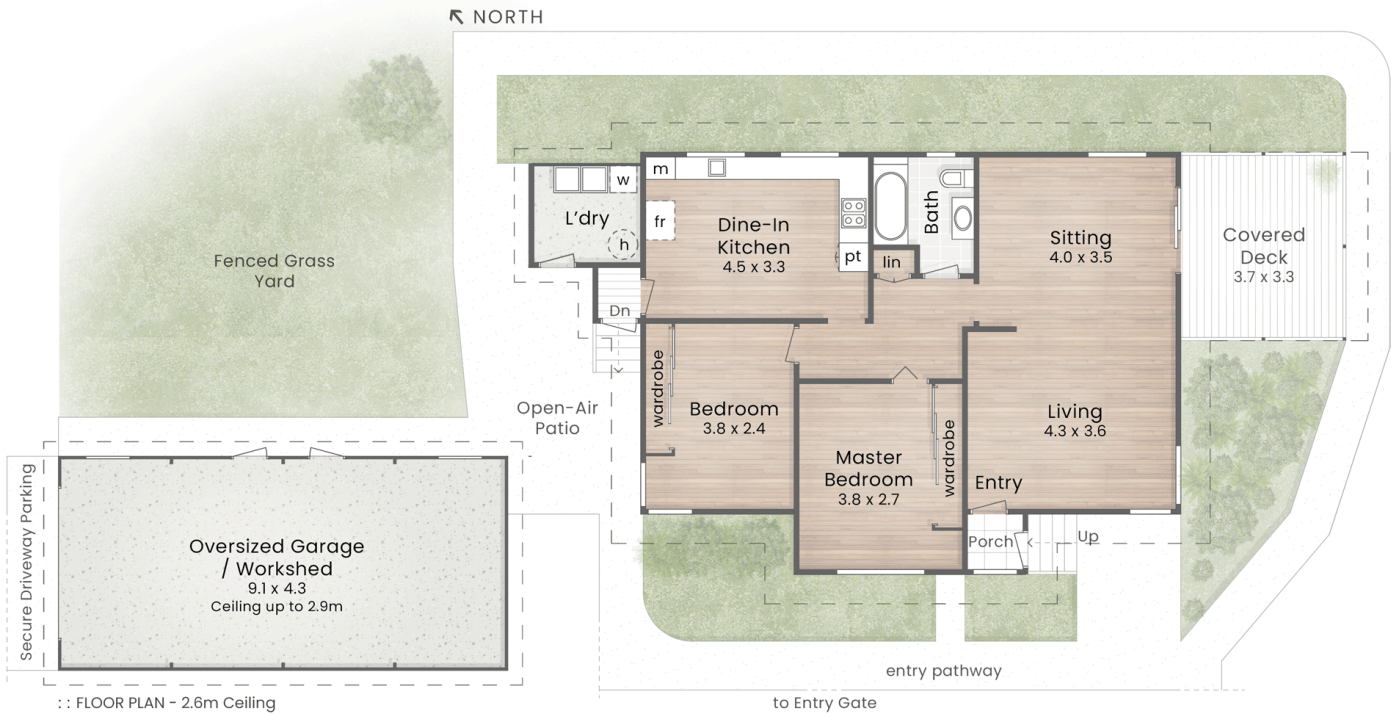 NORTH
m
w
L'dry
h
fr
Dine-In
Kitchen
4.5 x 3.3
pt
Bath
lin
Sitting
4.0 x 3.5
Covered
Deck
3.7 x 3.3
Fenced Grass
Yard
Dn
wardrobe
Bedroom
3.8 x 2.4
Open-Air
Patio
Master
Bedroom
3.8 x 2.7
wardrobe
Living
4.3 x 3.6
Entry
Porch
Up
Secure Driveway Parking
Oversized Garage
/ Workshed
9.1 x 4.3
Ceiling up to 2.9m
entry pathway
to Entry Gate
:: FLOOR PLAN - 2.6m Ceiling